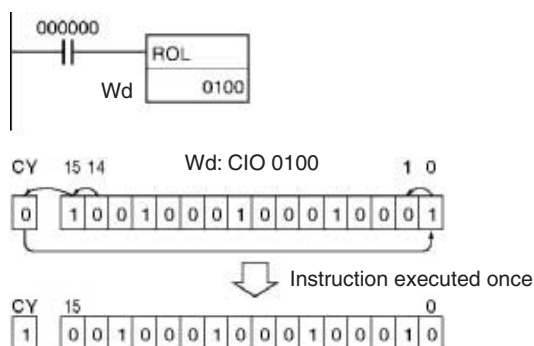 000000
ROL
Wd 0100
CY 15 14 Wd: CIO 0100 1 0
0 1 0 0 1 0 0 0 1 0 0 0 1 0 0 0 1
Instruction executed once
CY 15 0
1 0 0 1 0 0 0 1 0 0 0 1 0 0 0 1 0